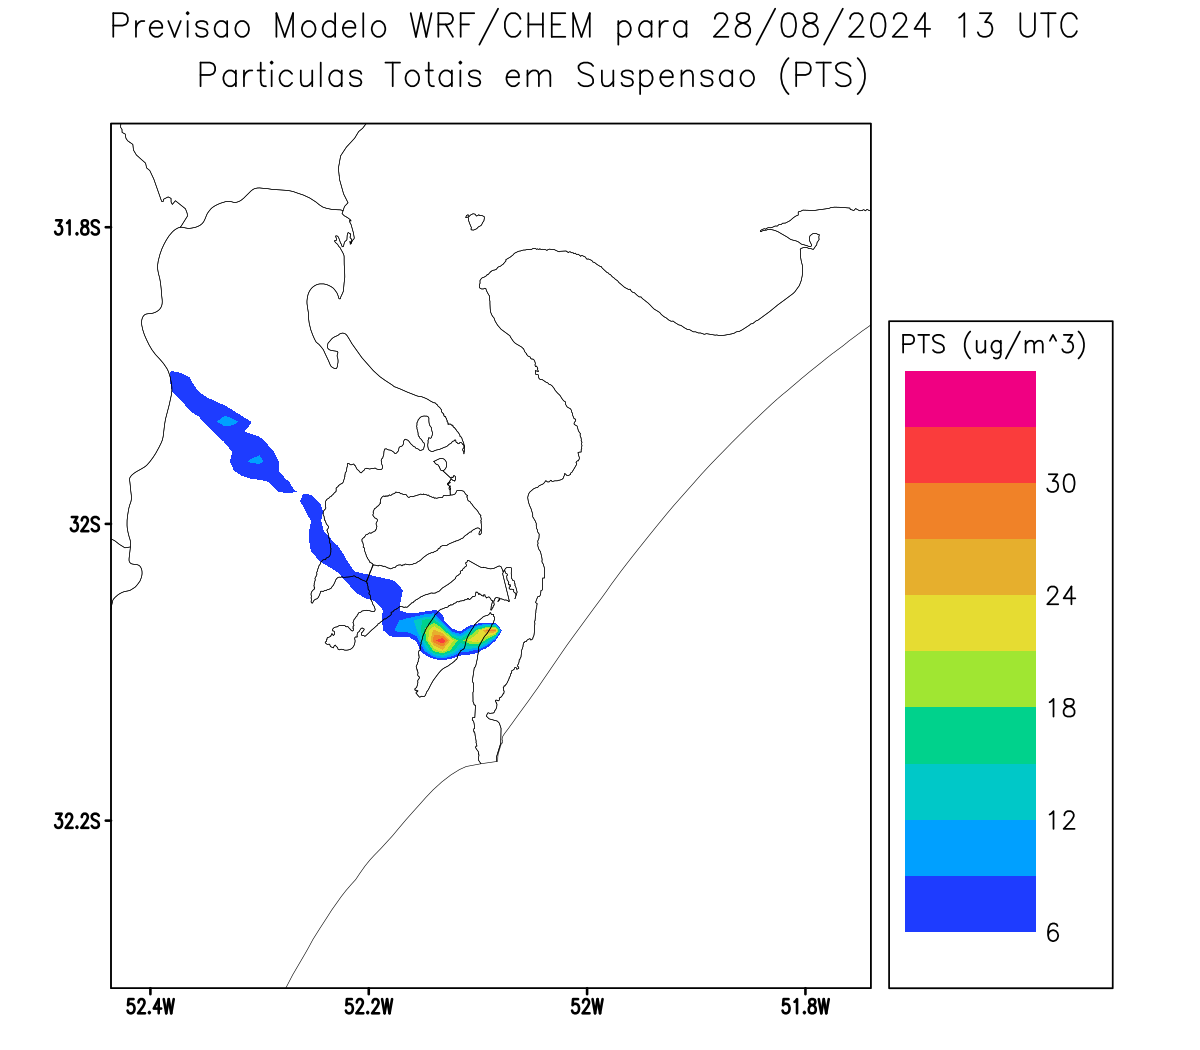 Previsao Modelo WRF/CHEM para 28/08/2024 13 UTC
Particulas Totais em Suspensao (PTS)
31.8S
32S
32.2S
52.4W
52.2W
52W
51.8W
PTS (ug/m^3)
30
24
18
12
6